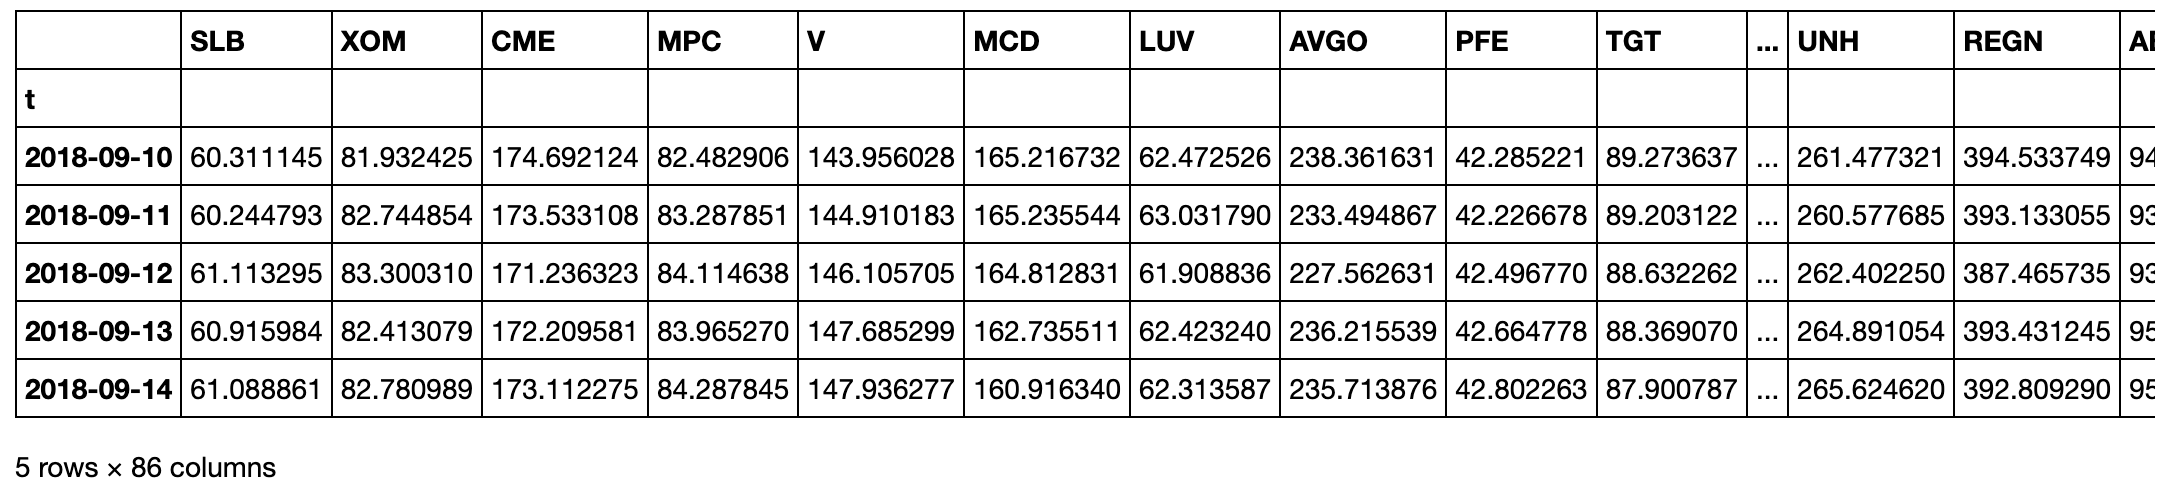 SLB XOM CME MPC V MCD LUV AVGO PFE TGT ... UNH REGN
t
2018-09-10 60.311145 81.932425 174.692124 82.482906 143.956028 165.216732 62.472526 238.361631 42.285221 89.273637 ... 261.477321 394.533749 94
2018-09-11 60.244793 82.744854 173.533108 83.287851 144.910183 165.235544 63.031790 233.494867 42.226678 89.203122 ... 260.577685 393.133055 93
2018-09-12 61.113295 83.300310 171.236323 84.114638 146.105705 164.812831 61.908836 227.562631 42.496770 88.632262 ... 262.402250 387.465735 93
2018-09-13 60.915984 82.413079 172.209581 83.965270 147.685299 162.735511 62.423240 236.215539 42.664778 88.369070 ... 264.891054 393.431245 95
2018-09-14 61.088861 82.780989 173.112275 84.287845 147.936277 160.916340 62.313587 235.713876 42.802263 87.900787 ... 265.624620 392.809290 95
5 rows × 86 columns